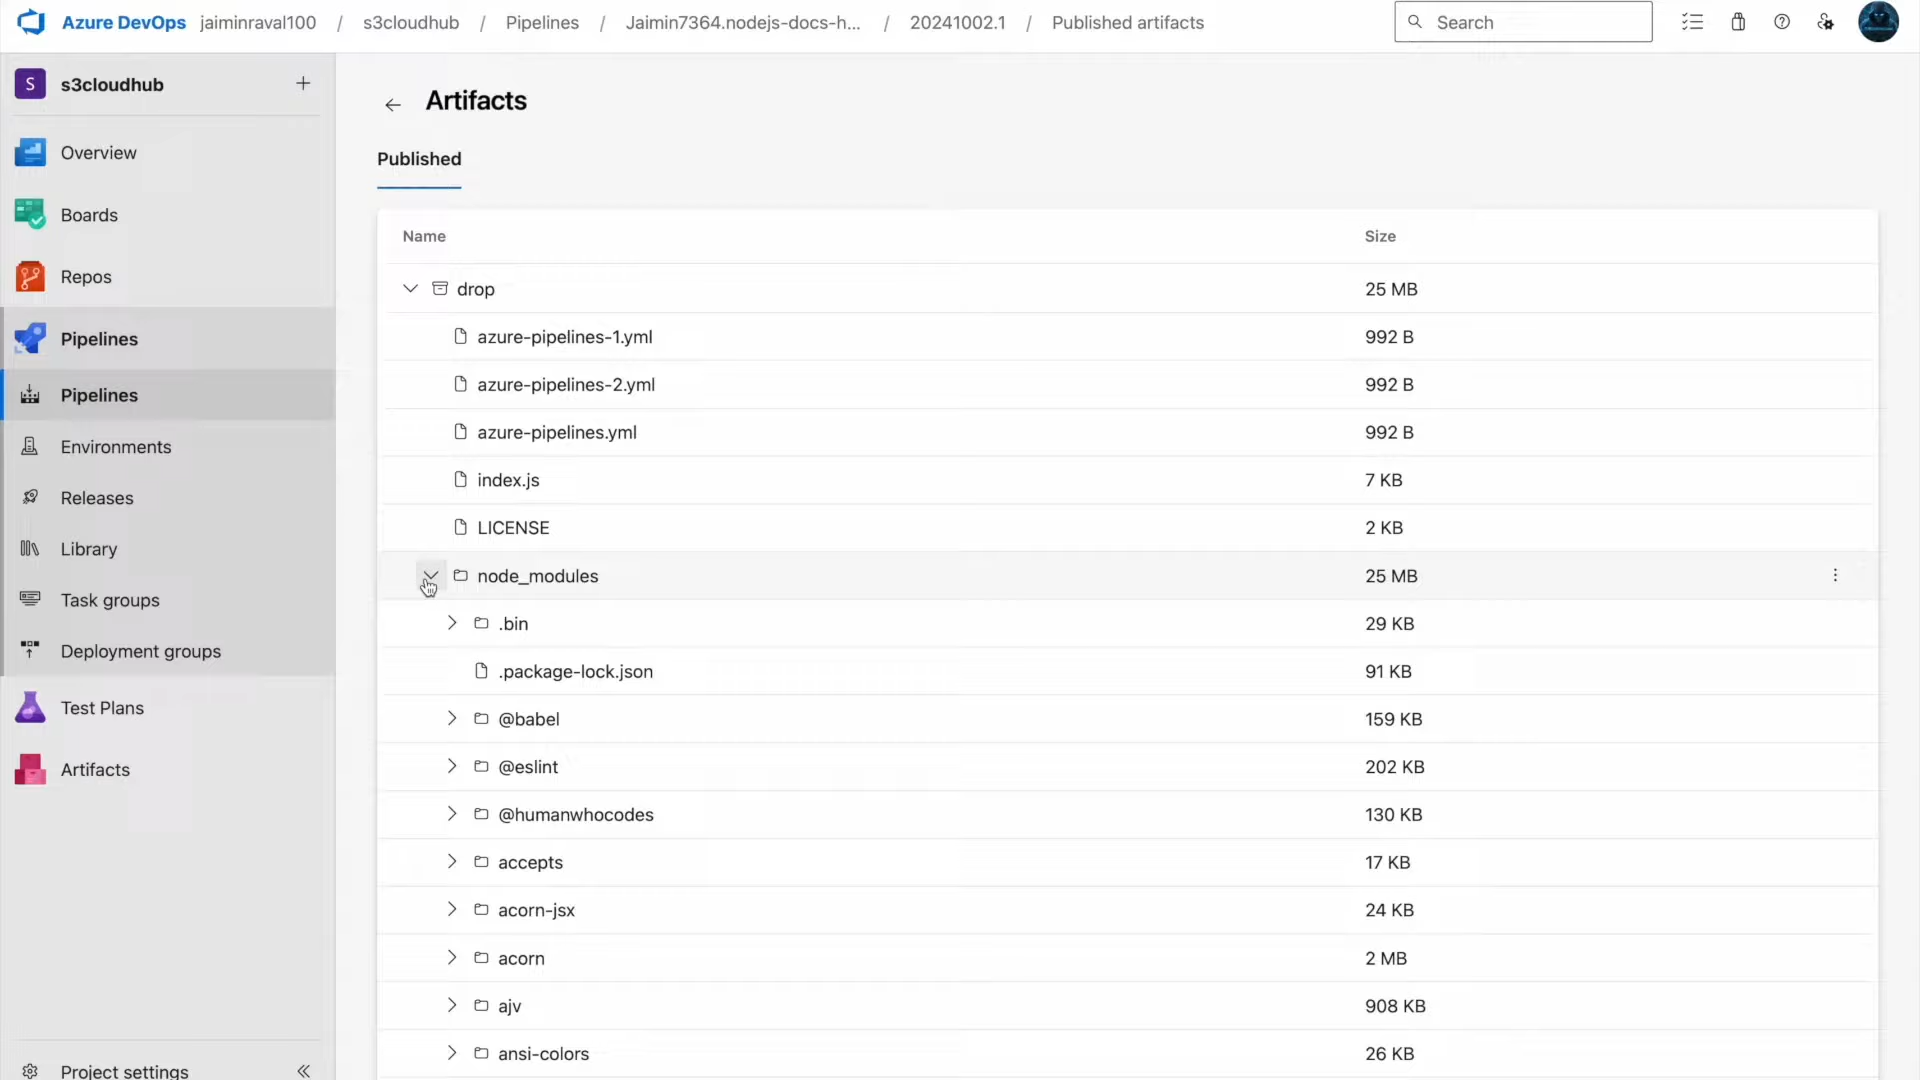 Azure DevOps jaiminraval100 / s3cloudhub / Pipelines / Jaimin7364.nodejs-docs-h... / 20241002.1 / Published artifacts
Search
S s3cloudhub
Overview
Boards
Repos
Pipelines
Pipelines
Environments
Releases
Library
Task groups
Deployment groups
Test Plans
Artifacts
Project settings
Artifacts
Published
Name Size
drop 25 MB
azure-pipelines-1.yml 992 B
azure-pipelines-2.yml 992 B
azure-pipelines.yml 992 B
index.js 7 KB
LICENSE 2 KB
node_modules 25 MB
.bin 29 KB
.package-lock.json 91 KB
@babel 159 KB
@eslint 202 KB
@humanwhocodes 130 KB
accepts 17 KB
acorn-jsx 24 KB
acorn 2 MB
ajv 908 KB
ansi-colors 26 KB